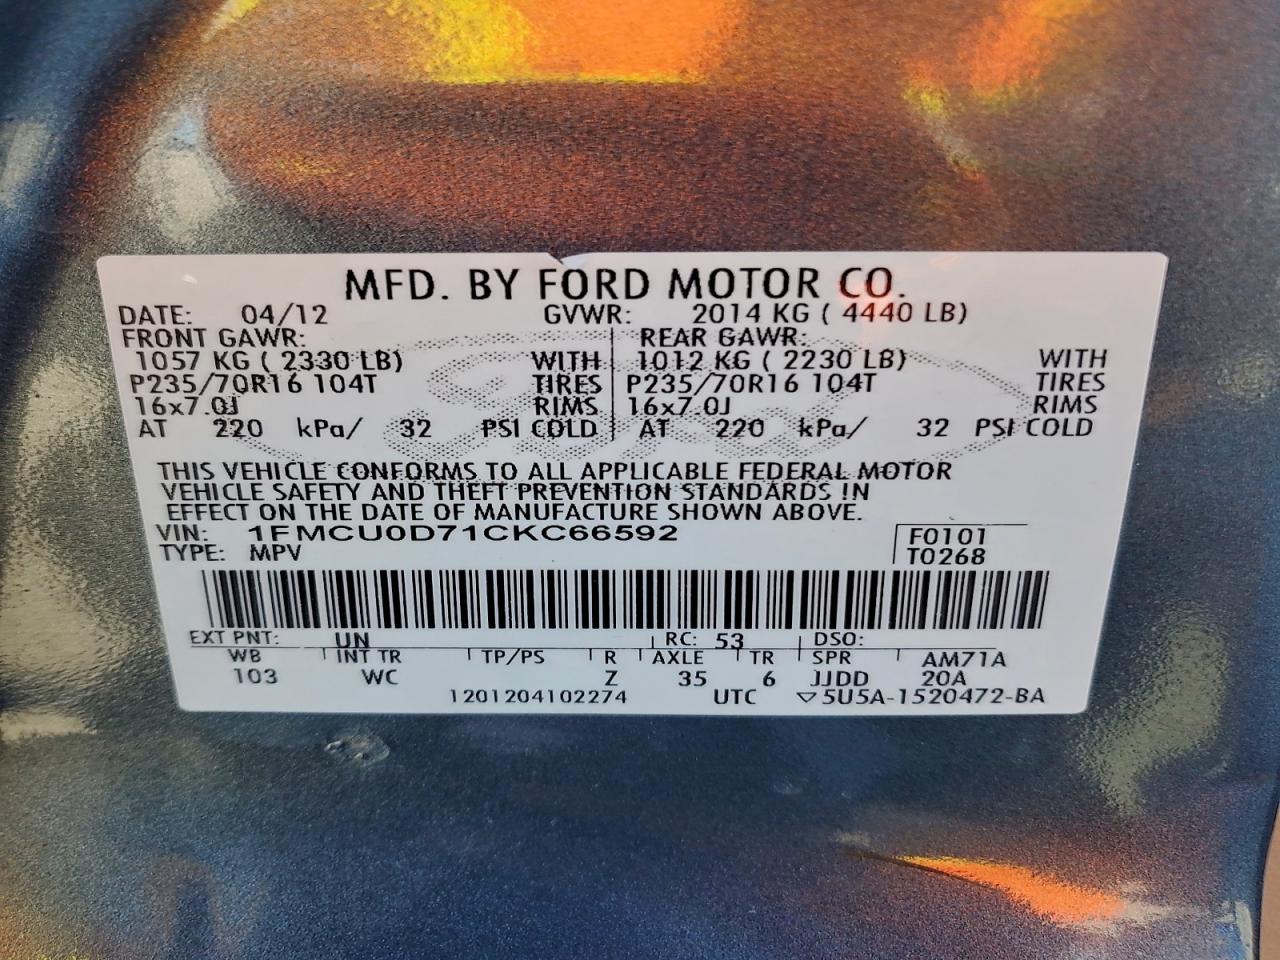 MFD. BY FORD MOTOR CO.
DATE: 04/12 GVWR: 2014 KG ( 4440 LB)
FRONT GAWR: REAR GAWR:
1057 KG ( 2330 LB) WITH 1012 KG ( 2230 LB) WITH
P235/70R16 104T TIRES P235/70R16 104T TIRES
16x7.0J RIMS 16x7.0J RIMS
AT 220 kPa/ 32 PSI COLD AT 220 kPa/ 32 PSI COLD
THIS VEHICLE CONFORMS TO ALL APPLICABLE FEDERAL MOTOR
VEHICLE SAFETY AND THEFT PREVENTION STANDARDS IN
EFFECT ON THE DATE OF MANUFACTURE SHOWN ABOVE.
VIN: 1FMCU0D71CKC66592 F0101
TYPE: MPV T0268
EXT PNT: UN RC: 53 DSO:
WB INT TR TP/PS R AXLE TR SPR AM71A
103 WC Z 35 6 JJDD 20A
1201204102274 UTC ▽5U5A-1520472-BA